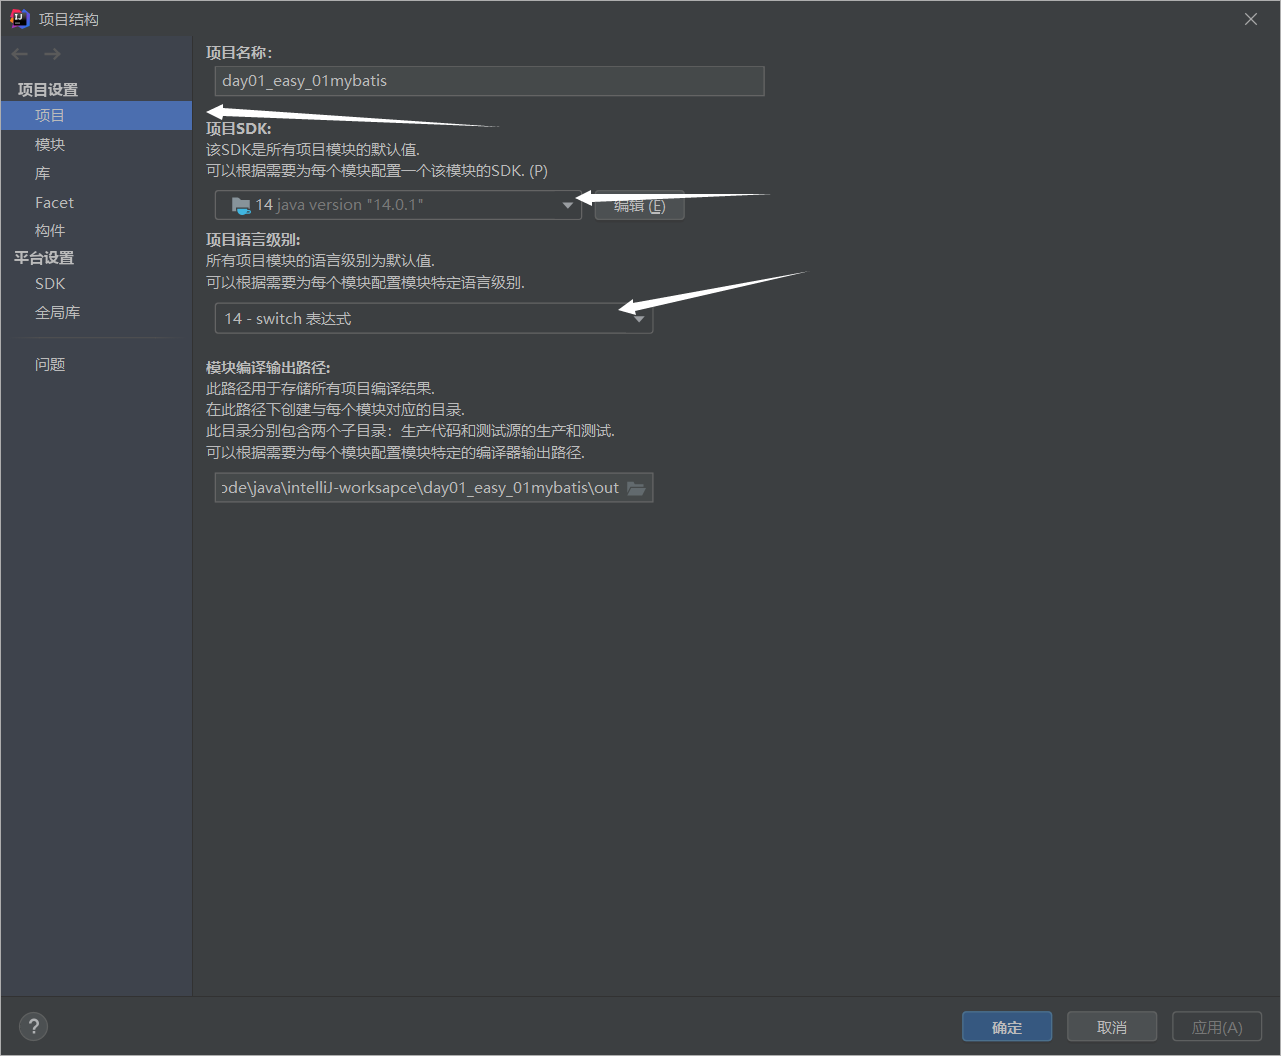 项目结构
项目设置
项目
模块
库
Facet
构件
平台设置
SDK
全局库
问题
项目名称:
day01_easy_01mybatis
项目SDK:
该SDK是所有项目模块的默认值.
可以根据需要为每个模块配置一个该模块的SDK. (P)
14 java version "14.0.1"
编辑 (E)
项目语言级别:
所有项目模块的语言级别为默认值.
可以根据需要为每个模块配置模块特定语言级别.
14 - switch 表达式
模块编译输出路径:
此路径用于存储所有项目编译结果.
在此路径下创建与每个模块对应的目录.
此目录分别包含两个子目录：生产代码和测试源的生产和测试.
可以根据需要为每个模块配置模块特定的编译器输出路径.
ode\java\intelliJ-worksapce\day01_easy_01mybatis\out
?
确定
取消
应用(A)